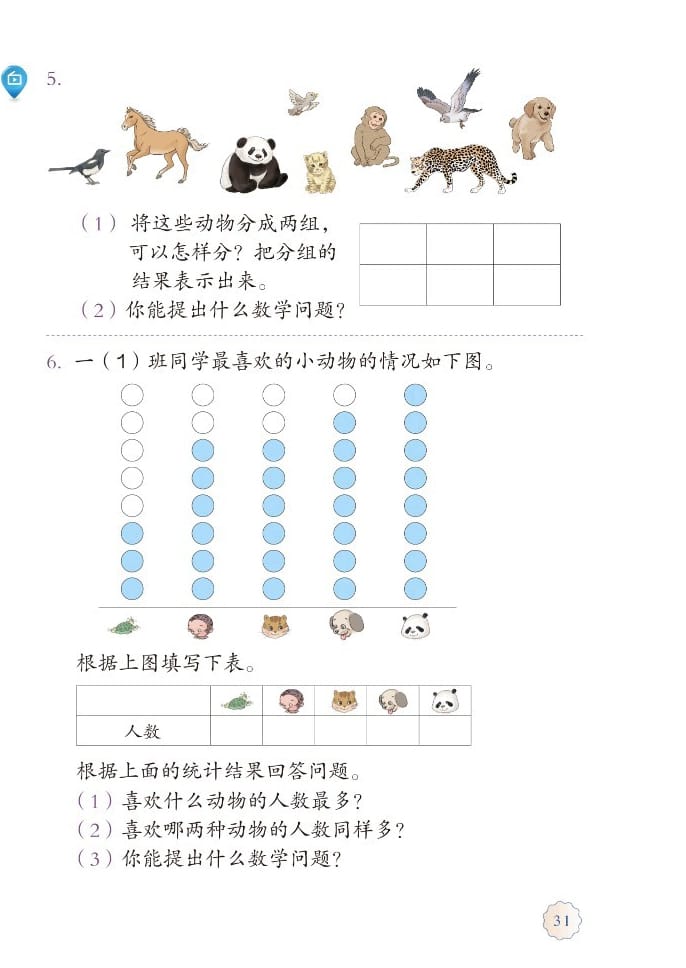 5.
（1）将这些动物分成两组，
可以怎样分？把分组的
结果表示出来。
（2）你能提出什么数学问题？
6. 一（1）班同学最喜欢的小动物的情况如下图。
根据上图填写下表。
人数
根据上面的统计结果回答问题。
（1）喜欢什么动物的人数最多？
（2）喜欢哪两种动物的人数同样多？
（3）你能提出什么数学问题？
31